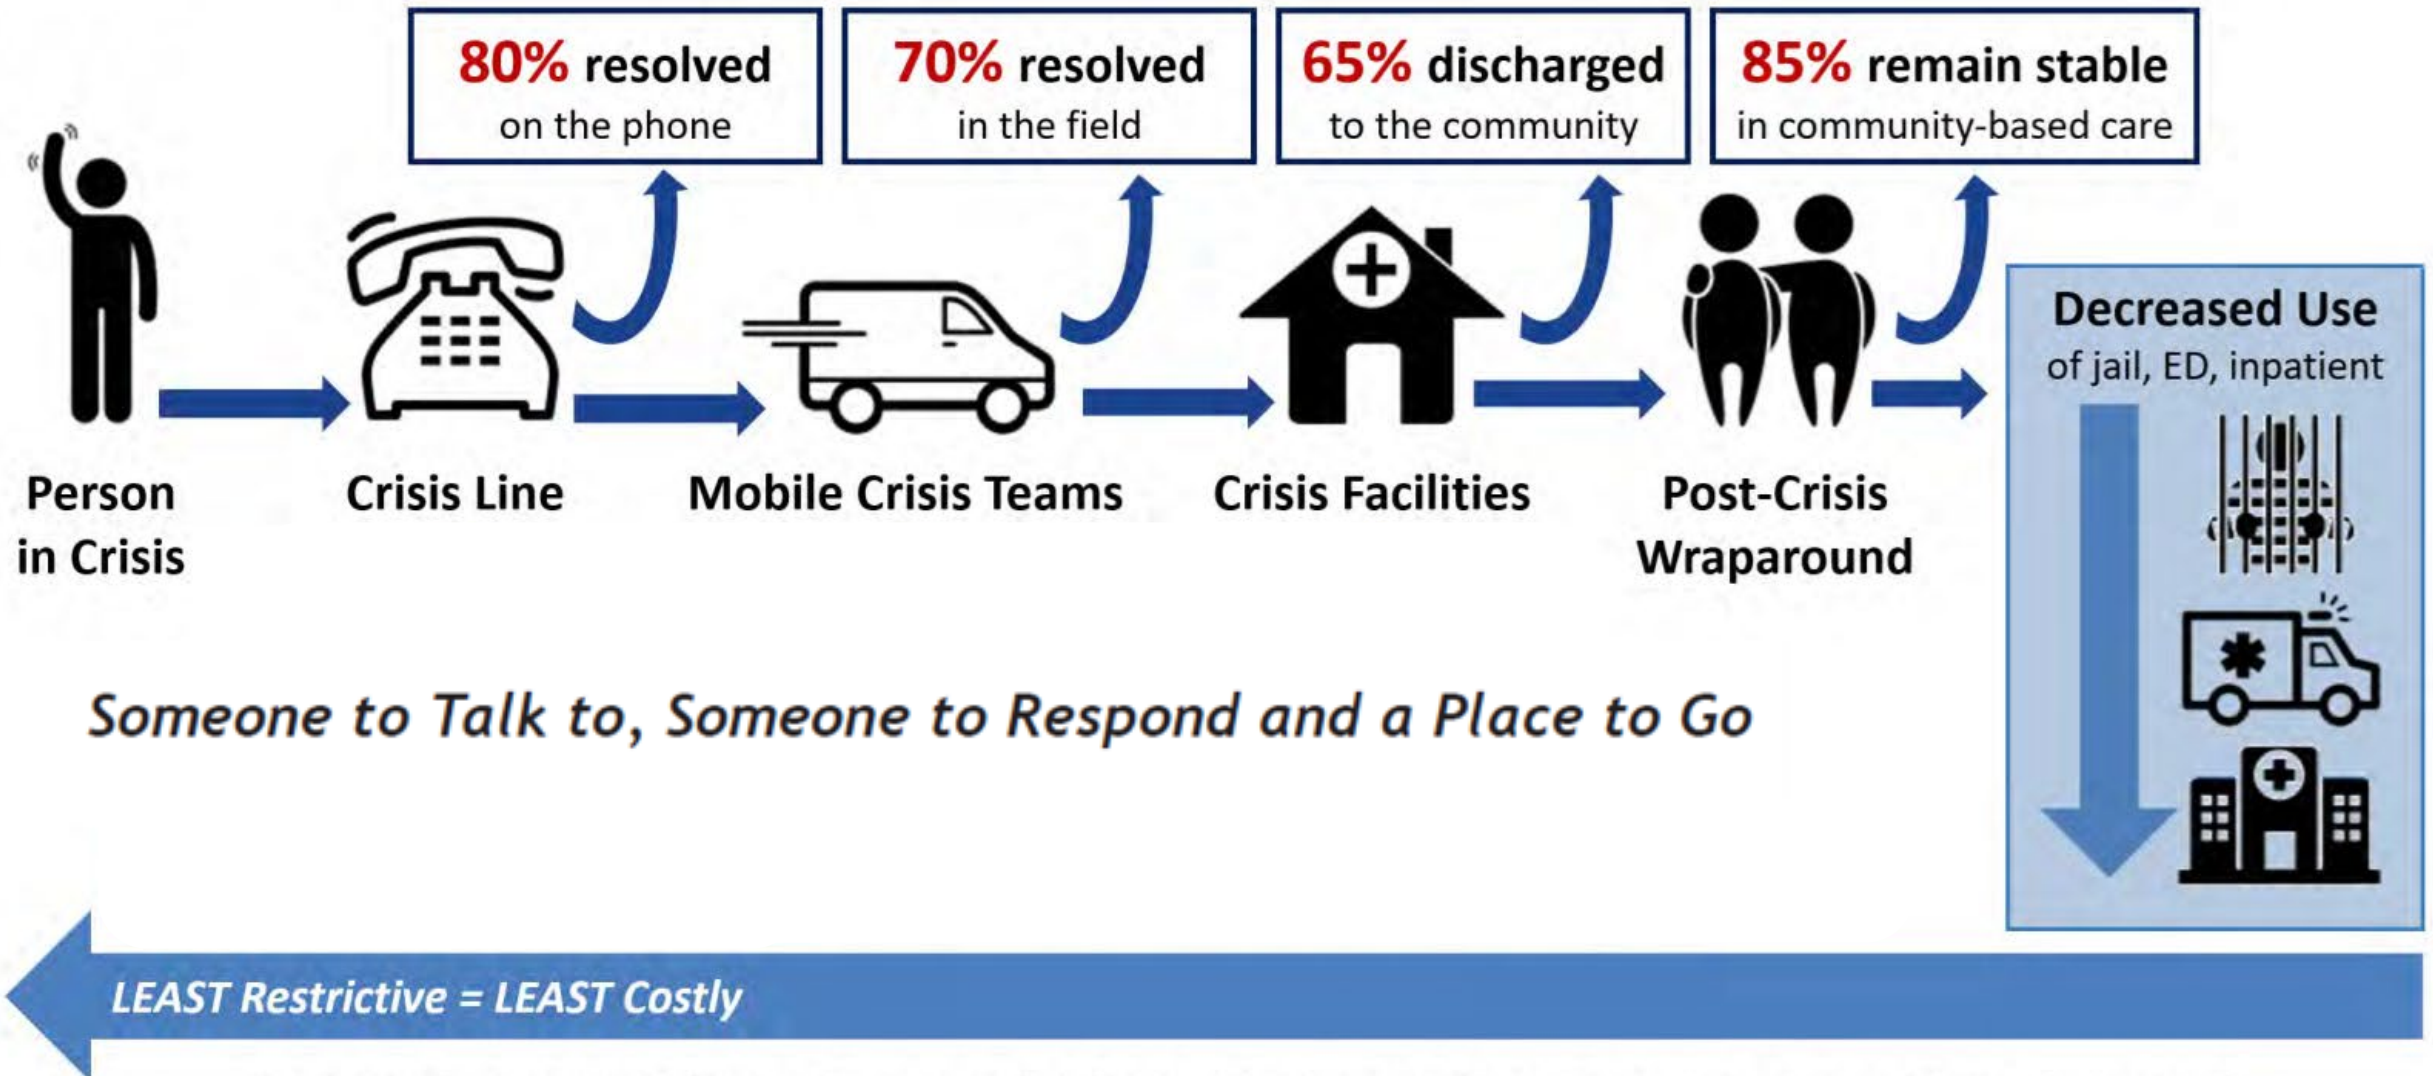 80% resolved
on the phone
70% resolved
in the field
65% discharged
to the community
85% remain stable
in community-based care
Person
in Crisis
Crisis Line
Mobile Crisis Teams
Crisis Facilities
Post-Crisis
Wraparound
Decreased Use
of jail, ED, inpatient
Someone to Talk to, Someone to Respond and a Place to Go
LEAST Restrictive = LEAST Costly